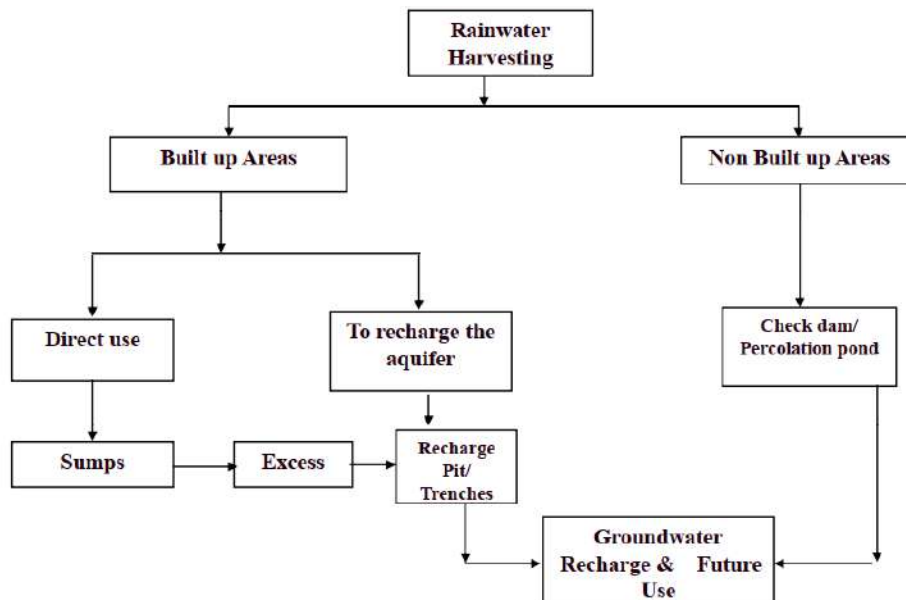 Rainwater
Harvesting
Built up Areas
Non Built up Areas
Direct use
To recharge the
aquifer
Check dam/
Percolation pond
Sumps
Excess
Recharge
Pit/
Trenches
Groundwater
Recharge & Future
Use